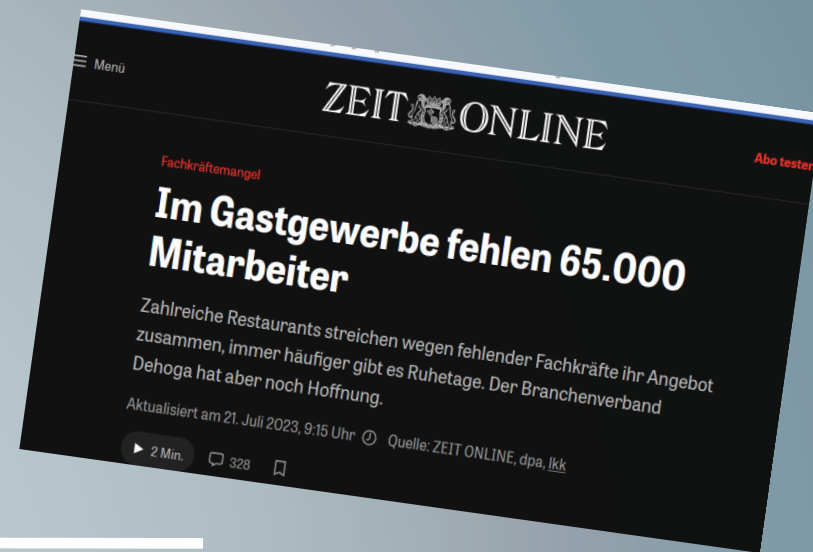 Menü
ZEIT ONLINE
Abo testen
Fachkräftemangel
Im Gastgewerbe fehlen 65.000
Mitarbeiter
Zahlreiche Restaurants streichen wegen fehlender Fachkräfte ihr Angebot
zusammen, immer häufiger gibt es Ruhetage. Der Branchenverband
Dehoga hat aber noch Hoffnung.
Aktualisiert am 21. Juli 2023, 9:15 Uhr Quelle: ZEIT ONLINE, dpa, lkk
2 Min. 328